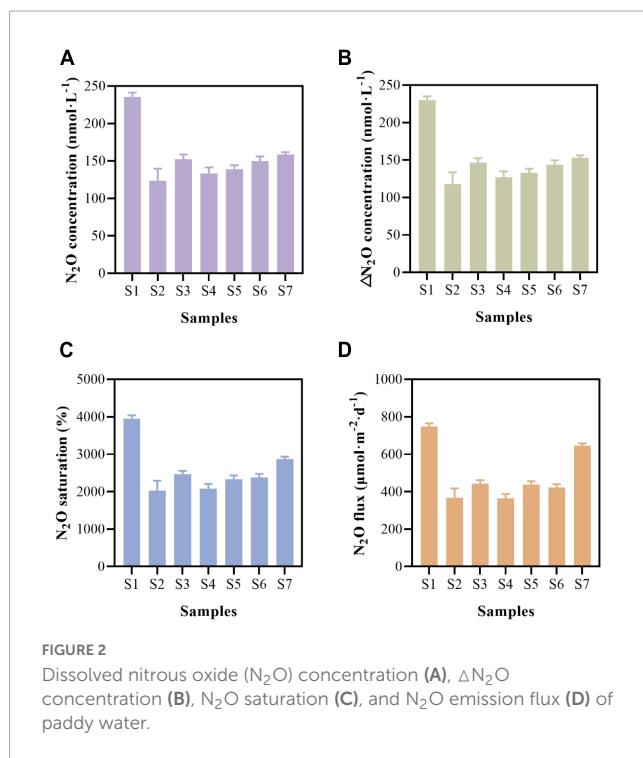 A
N₂O concentration (nmol·L⁻¹)
250
200
150
100
50
0
S1 S2 S3 S4 S5 S6 S7
Samples
B
△N₂O concentration (nmol·L⁻¹)
250
200
150
100
50
0
S1 S2 S3 S4 S5 S6 S7
Samples
C
N₂O saturation (%)
5000
4000
3000
2000
1000
0
S1 S2 S3 S4 S5 S6 S7
Samples
D
N₂O flux (μmol·m⁻²·d⁻¹)
1000
800
600
400
200
0
S1 S2 S3 S4 S5 S6 S7
Samples
FIGURE 2
Dissolved nitrous oxide (N₂O) concentration (A), △N₂O
concentration (B), N₂O saturation (C), and N₂O emission flux (D) of
paddy water.